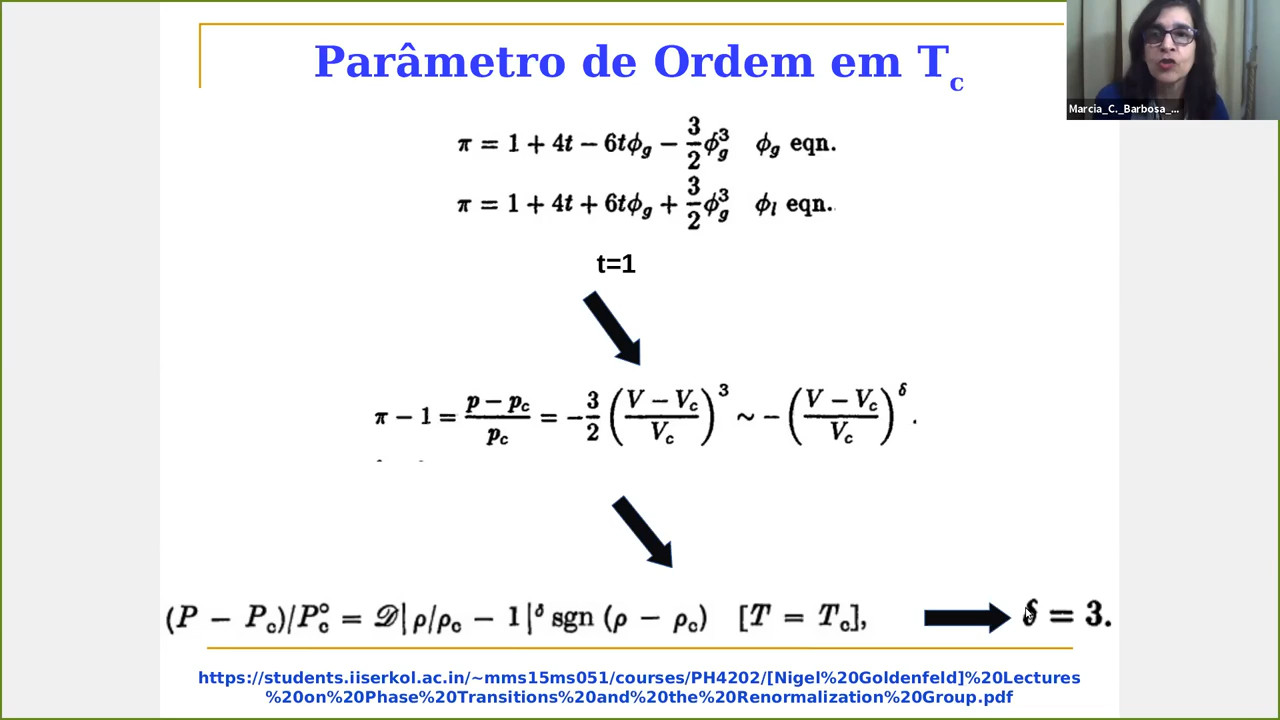 Parâmetro de Ordem em T_c
Marcia_C._Barbosa_...
π = 1 + 4t − 6tϕ_g − 3/2 ϕ_g^3   ϕ_g eqn.
π = 1 + 4t + 6tϕ_g + 3/2 ϕ_g^3   ϕ_l eqn.
t=1
π − 1 = (p − p_c)/p_c = −3/2 ((V − V_c)/V_c)^3 ∼ −((V − V_c)/V_c)^δ .
(P − P_c)/P_c^° = 𝒟|ρ/ρ_c − 1|^δ sgn (ρ − ρ_c)   [T = T_c],   δ = 3.
https://students.iiserkol.ac.in/~mms15ms051/courses/PH4202/[Nigel%20Goldenfeld]%20Lectures
%20on%20Phase%20Transitions%20and%20the%20Renormalization%20Group.pdf